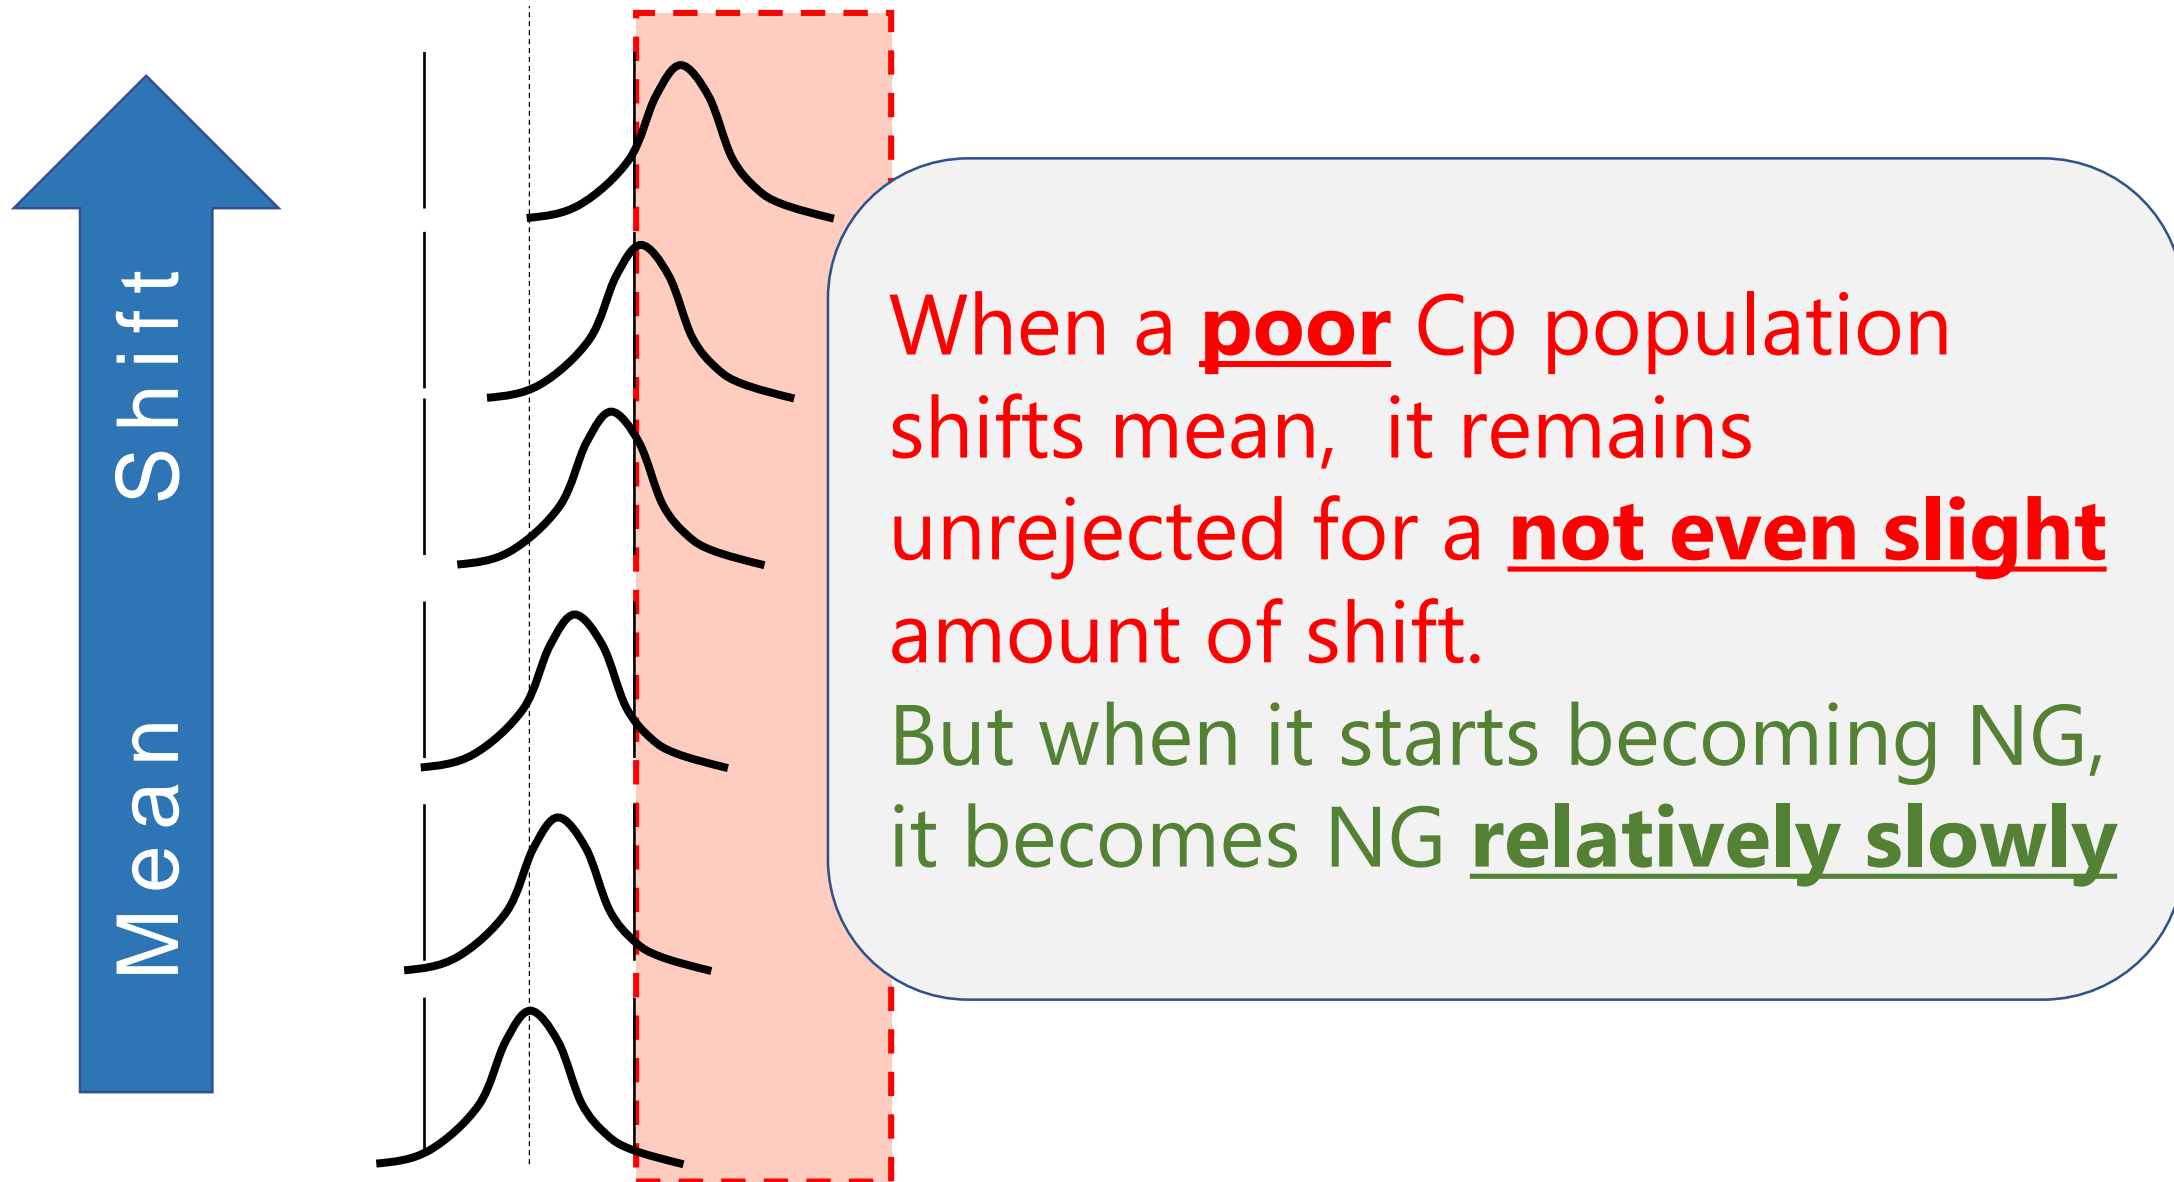 Mean Shift
When a poor Cp population
shifts mean, it remains
unrejected for a not even slight
amount of shift.
But when it starts becoming NG,
it becomes NG relatively slowly